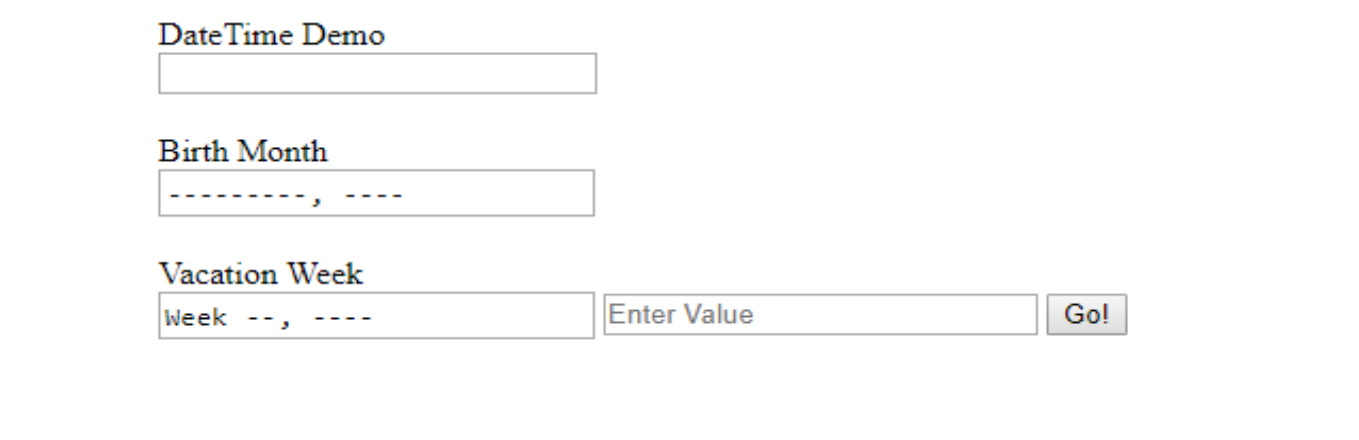 DateTime Demo
Birth Month
---------, ----
Vacation Week
Week --, ---- Enter Value Go!